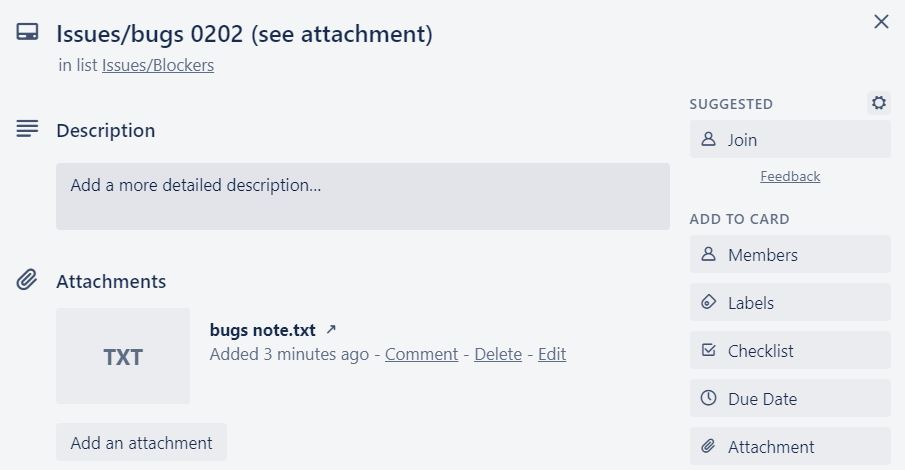 Issues/bugs 0202 (see attachment)
in list Issues/Blockers
Description
Add a more detailed description...
Attachments
TXT
bugs note.txt ↗
Added 3 minutes ago - Comment - Delete - Edit
Add an attachment
SUGGESTED
Join
Feedback
ADD TO CARD
Members
Labels
Checklist
Due Date
Attachment